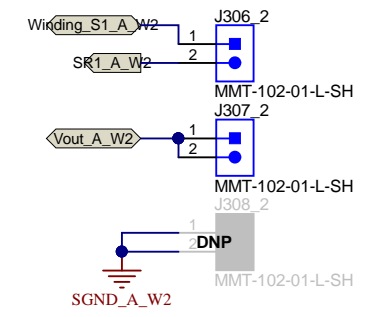 J306_2
Winding_S1_A_W2
1
SR1_A_W2
2
MMT-102-01-L-SH
J307_2
Vout_A_W2
1
2
MMT-102-01-L-SH
J308_2
1
2
DNP
MMT-102-01-L-SH
SGND_A_W2